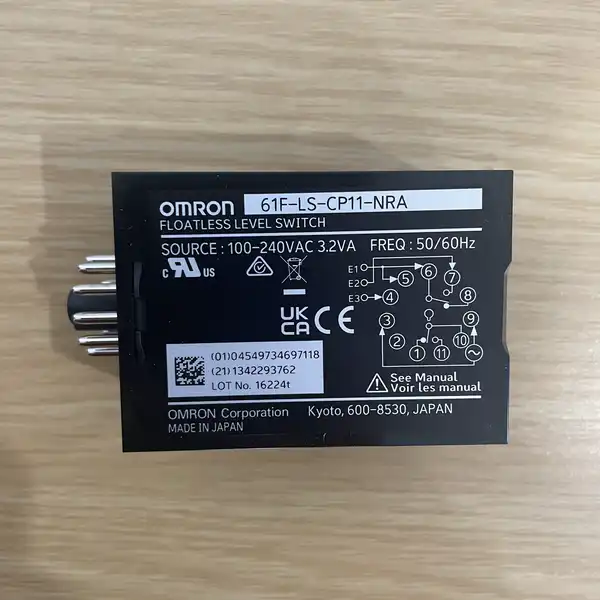 OMRON 61F-LS-CP11-NRA
FLOATLESS LEVEL SWITCH
SOURCE : 100-240VAC 3.2VA FREQ : 50/60Hz
C RU US
E1
E2
E3
6
7
5
4
8
3
9
2
10
1
11
UK
CA CE
(01)04549734697118
(21)1342293762
LOT No. 16224t
See Manual
Voir les manual
OMRON Corporation Kyoto, 600-8530, JAPAN
MADE IN JAPAN